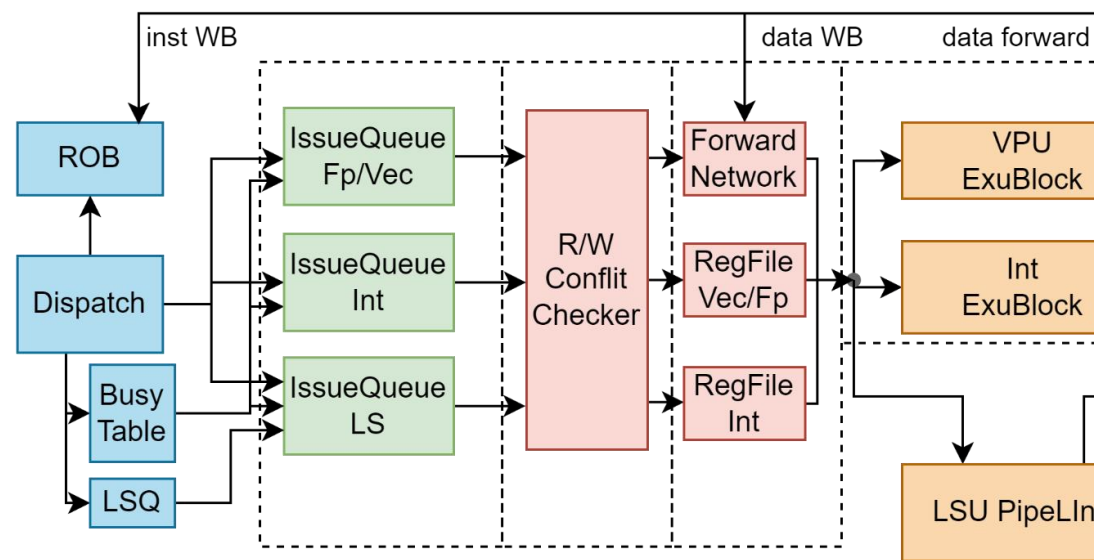 inst WB
data WB
data forward
ROB
Dispatch
Busy
Table
LSQ
IssueQueue
Fp/Vec
IssueQueue
Int
IssueQueue
LS
R/W
Conflit
Checker
Forward
Network
RegFile
Vec/Fp
RegFile
Int
VPU
ExuBlock
Int
ExuBlock
LSU PipeLIn